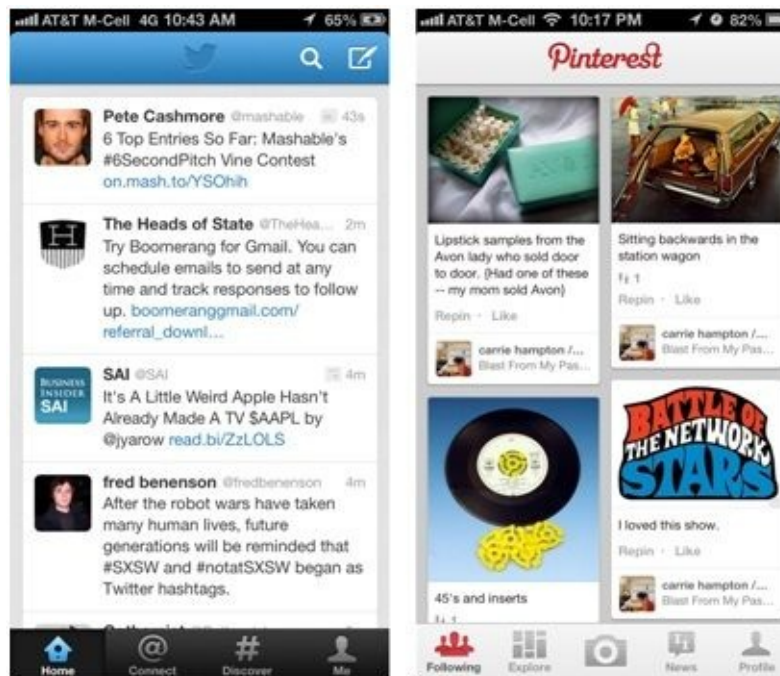 AT&T M-Cell 4G 10:43 AM 65%
Pete Cashmore @mashable 43s
6 Top Entries So Far: Mashable's
#6SecondPitch Vine Contest
on.mash.to/YSOhih
The Heads of State @TheHea... 2m
Try Boomerang for Gmail. You can
schedule emails to send at any
time and track responses to follow
up. boomeranggmail.com/
referral_downl...
BUSINESS
INSIDER
SAI
SAI @SAI 4m
It's A Little Weird Apple Hasn't
Already Made A TV $AAPL by
@jyarow read.bi/ZzLOLS
fred benenson @fredbenenson 4m
After the robot wars have taken
many human lives, future
generations will be reminded that
#SXSW and #notatSXSW began as
Twitter hashtags.
Home Connect Discover Me
AT&T M-Cell 10:17 PM 82%
Pinterest
Lipstick samples from the
Avon lady who sold door
to door. {Had one of these
-- my mom sold Avon}
Repin · Like
carrie hampton /...
Blast From My Pas...
Sitting backwards in the
station wagon
1
Repin · Like
carrie hampton /...
Blast From My Pas...
45's and inserts
1
BATTLE OF
THE NETWORK
STARS
I loved this show.
Repin · Like
carrie hampton /...
Blast From My Pas...
Following Explore News Profile